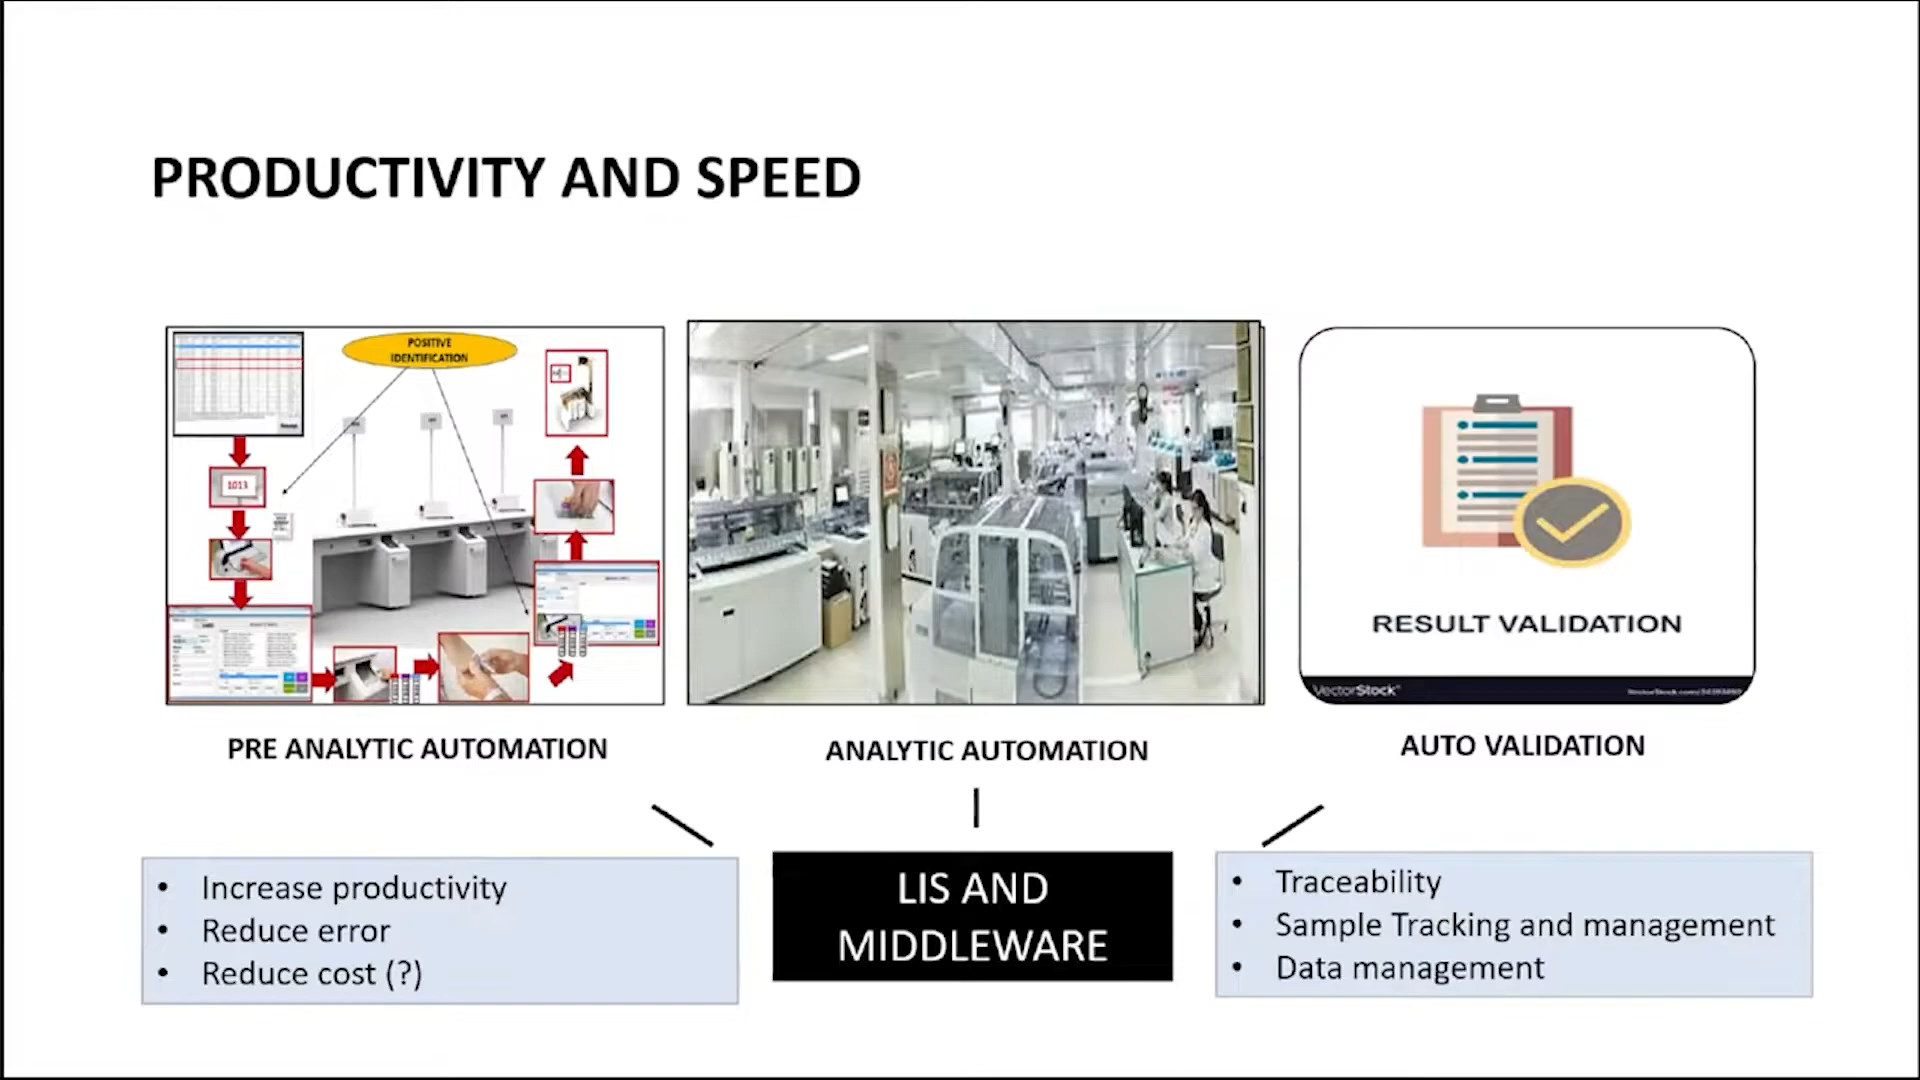 PRODUCTIVITY AND SPEED
POSITIVE
IDENTIFICATION
1013
RESULT VALIDATION
VectorStock
PRE ANALYTIC AUTOMATION
ANALYTIC AUTOMATION
AUTO VALIDATION
• Increase productivity
• Reduce error
• Reduce cost (?)
LIS AND
MIDDLEWARE
• Traceability
• Sample Tracking and management
• Data management